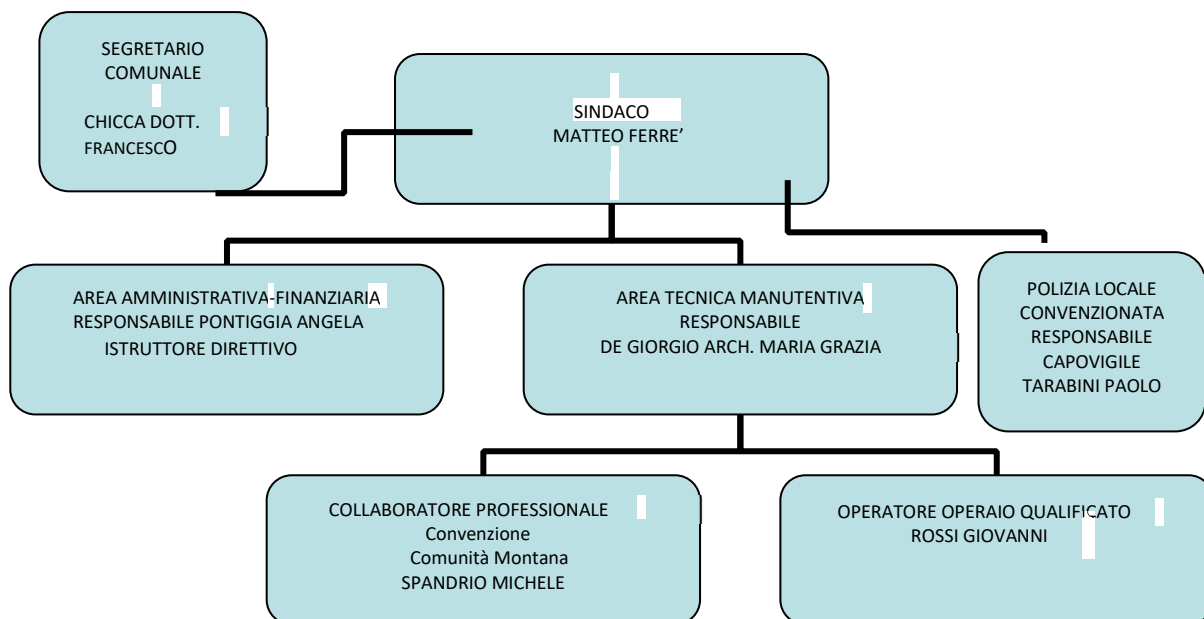 SEGRETARIO
COMUNALE
CHICCA DOTT.
FRANCESCO
SINDACO
MATTEO FERRE’
AREA AMMINISTRATIVA-FINANZIARIA
RESPONSABILE PONTIGGIA ANGELA
ISTRUTTORE DIRETTIVO
AREA TECNICA MANUTENTIVA
RESPONSABILE
DE GIORGIO ARCH. MARIA GRAZIA
POLIZIA LOCALE
CONVENZIONATA
RESPONSABILE
CAPOVIGILE
TARABINI PAOLO
COLLABORATORE PROFESSIONALE
Convenzione
Comunità Montana
SPANDRIO MICHELE
OPERATORE OPERAIO QUALIFICATO
ROSSI GIOVANNI